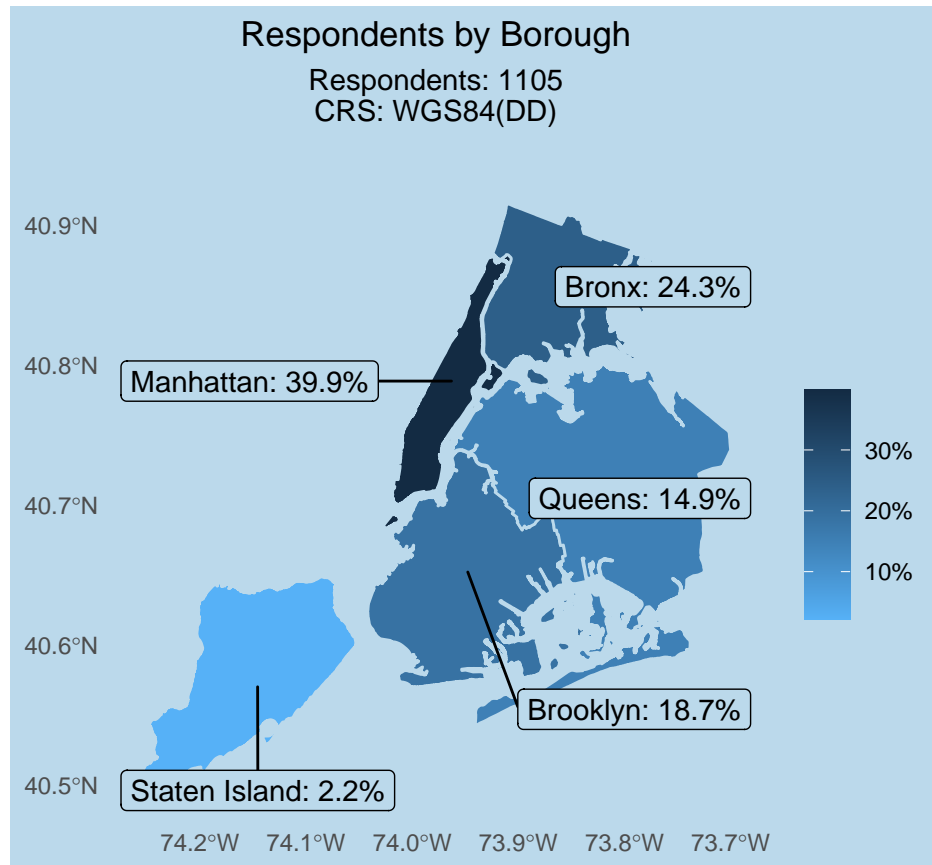 Respondents by Borough
Respondents: 1105
CRS: WGS84(DD)
40.9°N
Bronx: 24.3%
40.8°N
Manhattan: 39.9%
30%
Queens: 14.9%
40.7°N
20%
10%
40.6°N
Brooklyn: 18.7%
40.5°N
Staten Island: 2.2%
74.2°W 74.1°W 74.0°W 73.9°W 73.8°W 73.7°W